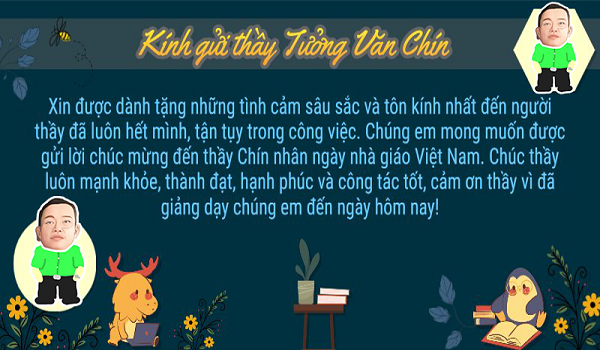 Kính gửi thầy Tưởng Văn Chín
Xin được dành tặng những tình cảm sâu sắc và tôn kính nhất đến người
thầy đã luôn hết mình, tận tụy trong công việc. Chúng em mong muốn được
gửi lời chúc mừng đến thầy Chín nhân ngày nhà giáo Việt Nam. Chúc thầy
luôn mạnh khỏe, thành đạt, hạnh phúc và công tác tốt, cảm ơn thầy vì đã
giảng dạy chúng em đến ngày hôm nay!